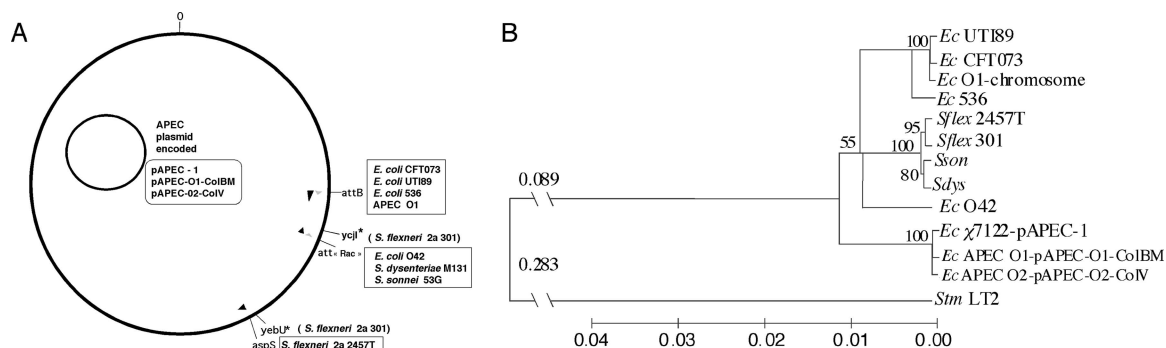 A
0
APEC
plasmid
encoded
pAPEC - 1
pAPEC-O1-ColBM
pAPEC-02-ColV
attB
E. coli CFT073
E. coli UTI89
E. coli 536
APEC O1
ycjI* ( S. flexneri 2a 301)
att« Rac »
E. coli O42
S. dysenteriae M131
S. sonnei 53G
yebU* ( S. flexneri 2a 301)
aspS S. flexneri 2a 2457T
B
100
Ec UTI89
Ec CFT073
Ec O1-chromosome
Ec 536
95
Sflex 2457T
55
100
Sflex 301
Sson
80
Sdys
0.089
Ec O42
100
Ec χ7122-pAPEC-1
Ec APEC O1-pAPEC-O1-ColBM
0.283
Ec APEC O2-pAPEC-O2-ColV
Stm LT2
0.04 0.03 0.02 0.01 0.00